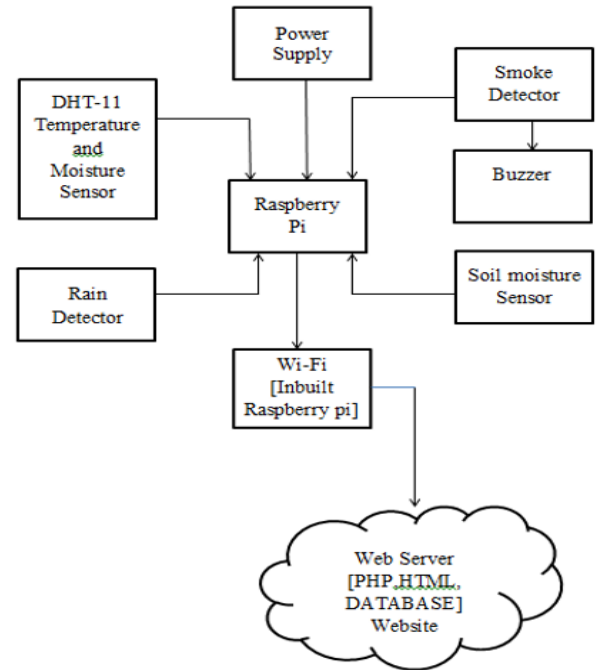 Power
Supply
DHT-11
Temperature
and
Moisture
Sensor
Smoke
Detector
Buzzer
Raspberry
Pi
Rain
Detector
Soil moisture
Sensor
Wi-Fi
[Inbuilt
Raspberry pi]
Web Server
[PHP,HTML,
DATABASE]
Website